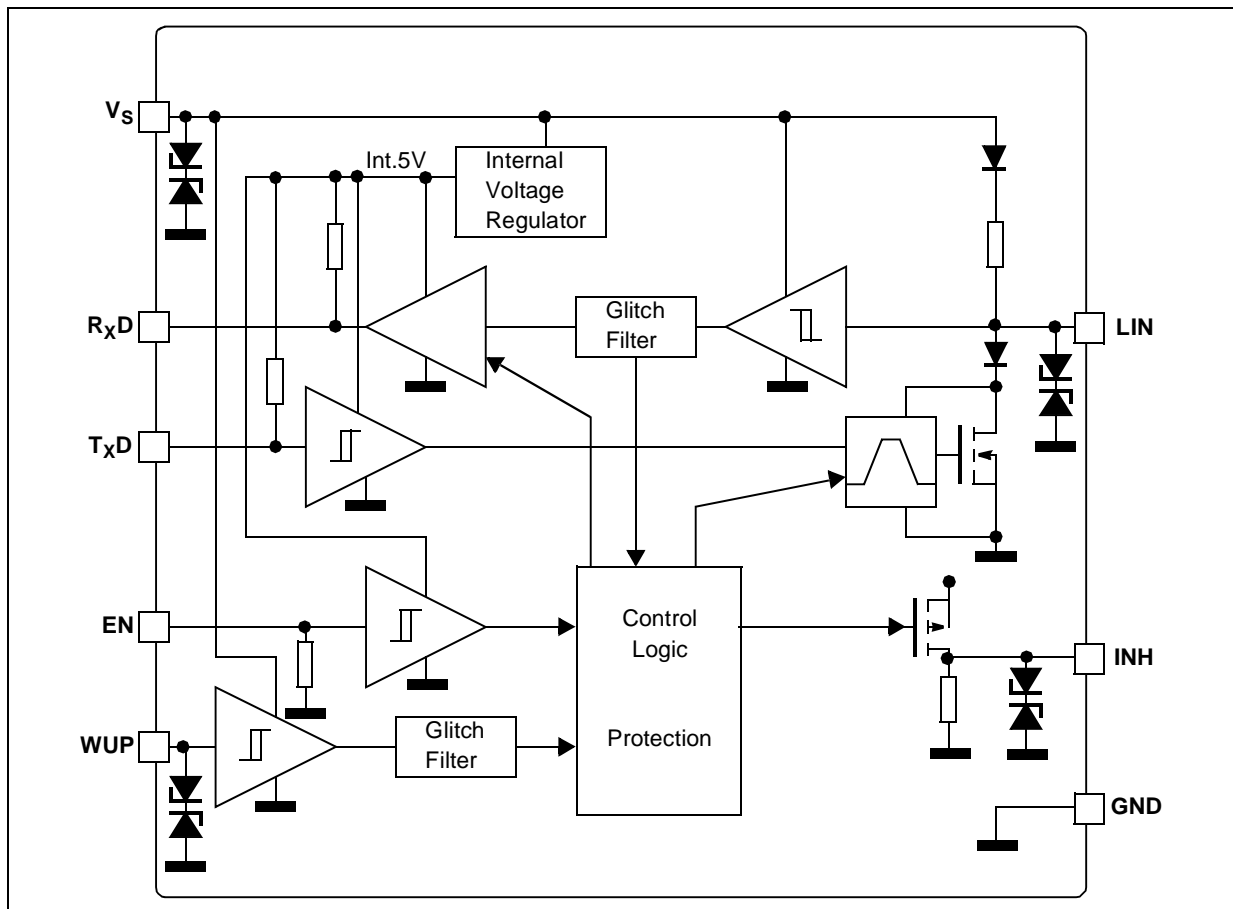 VS
Int.5V
Internal
Voltage
Regulator
RXD
Glitch
Filter
LIN
TXD
EN
Control
Logic
INH
WUP
Glitch
Filter
Protection
GND